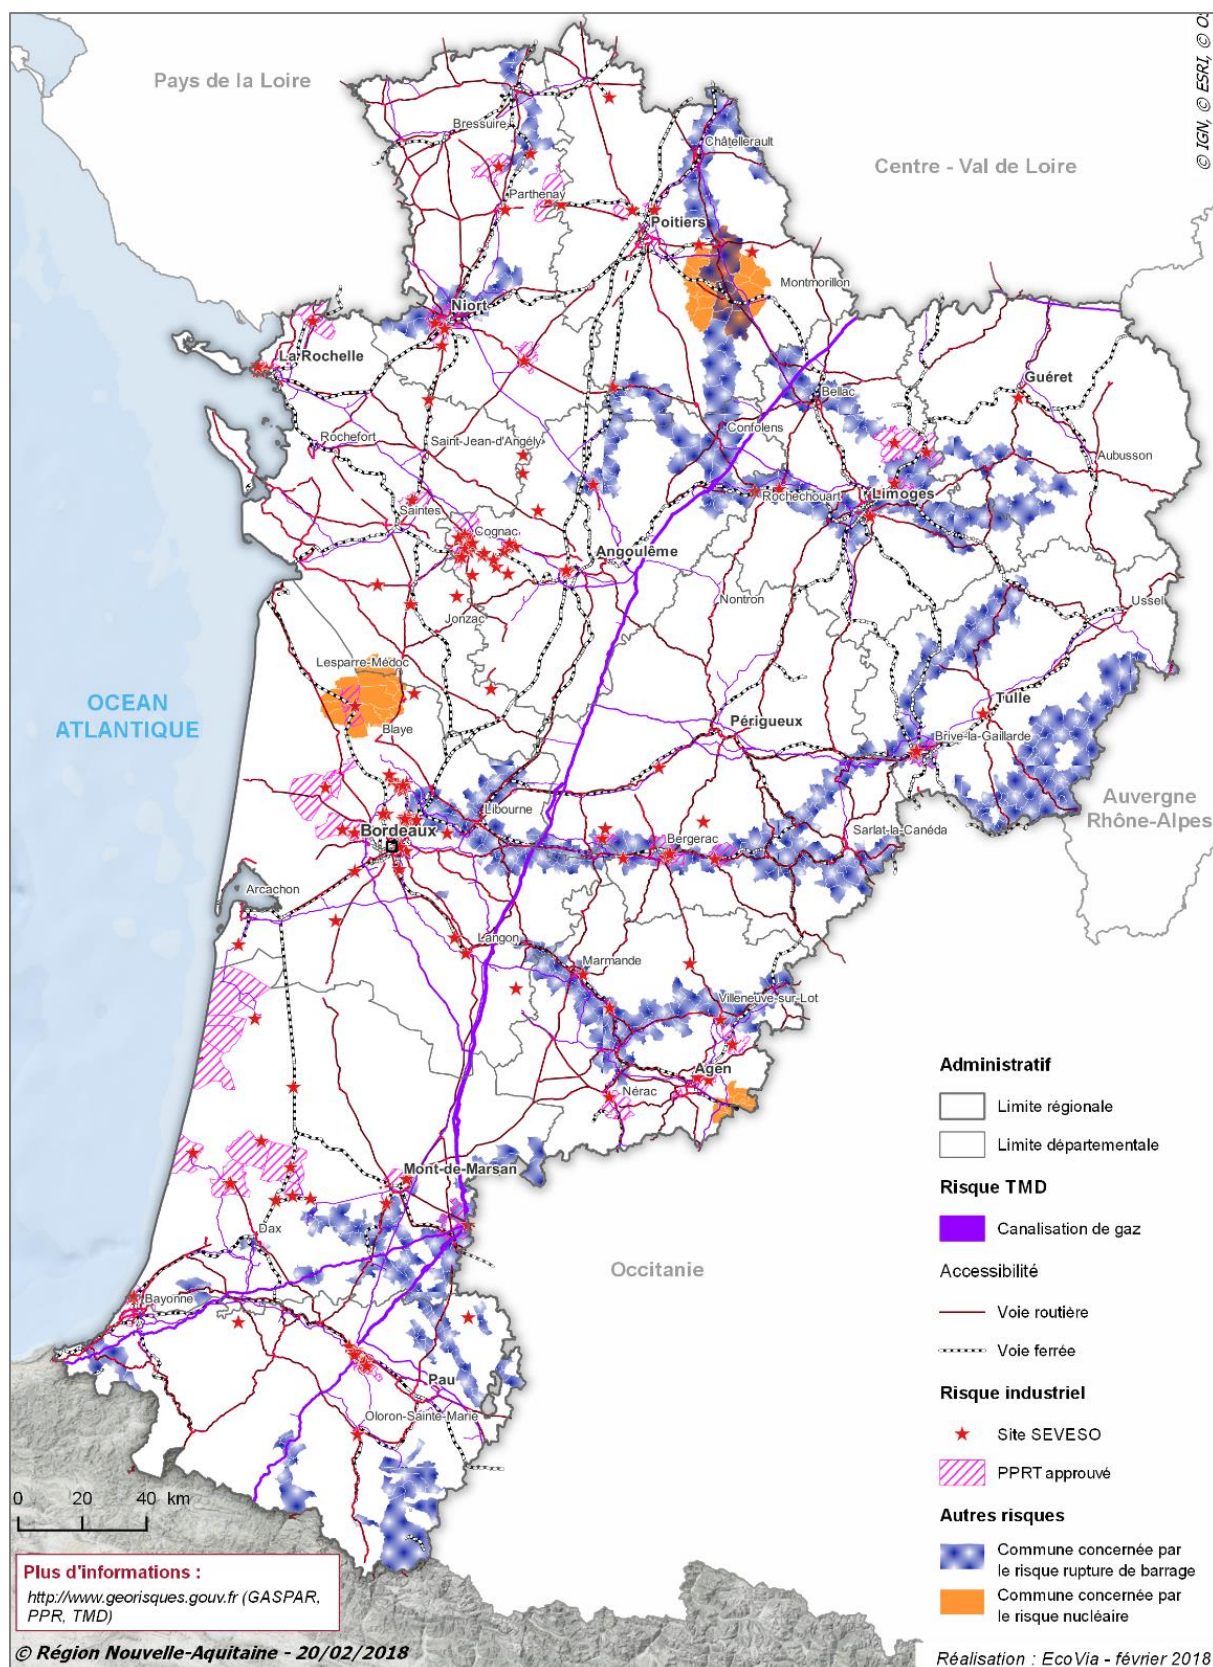 © IGN, © ESRI, © O
Pays de la Loire
Bressuire
Châtellerault
Centre - Val de Loire
Parthenay
Poitiers
Montmorillon
Niort
La Rochelle
Guéret
Bellac
Rochefort
Saint-Jean-d'Angély
Confolens
Aubusson
Rochechouart
Limoges
Saintes
Cognac
Angoulême
Nontron
Ussel
Jonzac
Lesparre-Médoc
OCEAN
ATLANTIQUE
Blaye
Périgueux
Tulle
Brive-la-Gaillarde
Auvergne
Rhône-Alpes
Libourne
Bordeaux
Bergerac
Sarlat-la-Canéda
Arcachon
Langon
Marmande
Villeneuve-sur-Lot
Agen
Nérac
Mont-de-Marsan
Dax
Occitanie
Bayonne
Pau
Oloron-Sainte-Marie
Administratif
Limite régionale
Limite départementale
Risque TMD
Canalisation de gaz
Accessibilité
Voie routière
Voie ferrée
Risque industriel
Site SEVESO
PPRT approuvé
Autres risques
Commune concernée par
le risque rupture de barrage
Commune concernée par
le risque nucléaire
0 20 40 km
Plus d'informations :
http://www.georisques.gouv.fr (GASPAR,
PPR, TMD)
© Région Nouvelle-Aquitaine - 20/02/2018
Réalisation : EcoVia - février 2018